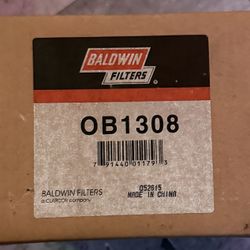 BALDWIN
FILTERS
®
OB1308
7 91440 01179 3
BALDWIN FILTERS
a CLARCOR company
052615
MADE IN CHINA